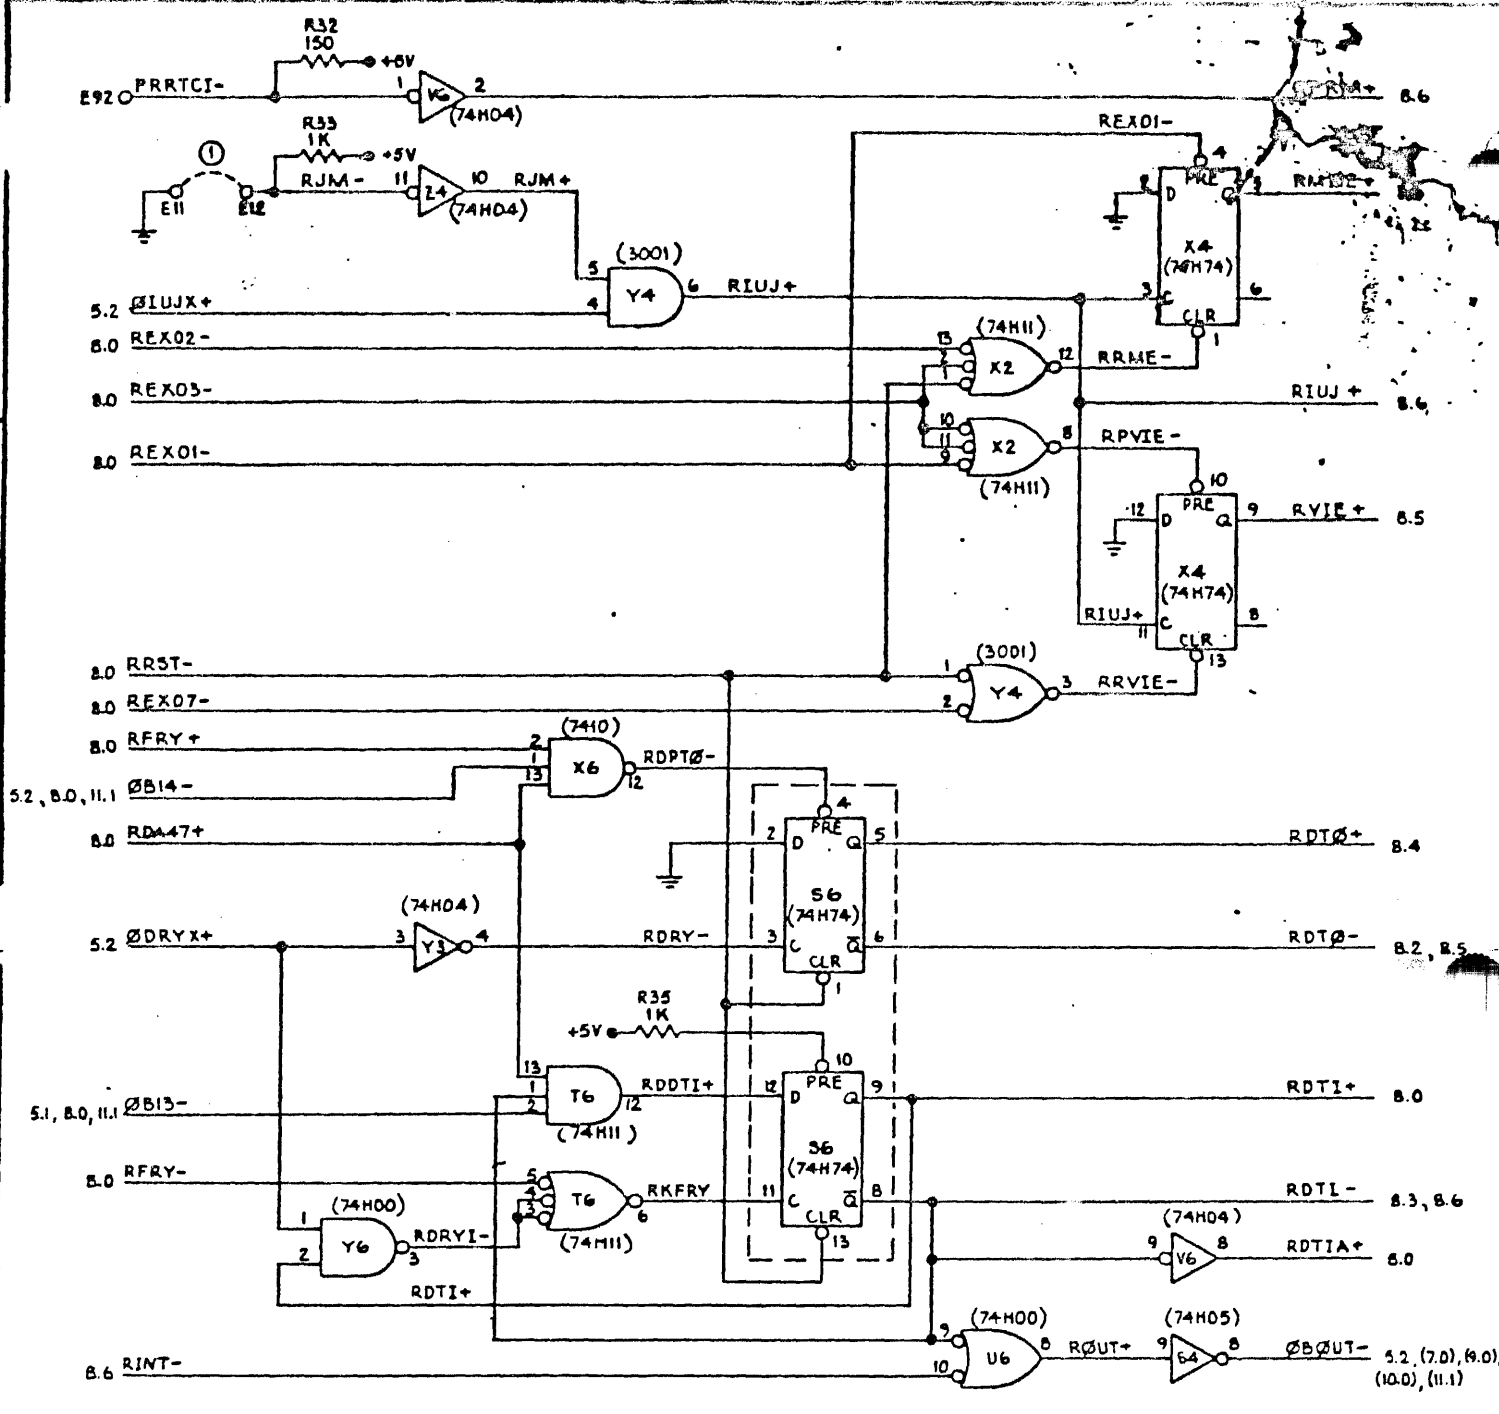 R32
150
+5V
E92 PRRTCI- 1 V6 2
(74H04)
8.6
R33
1K
+5V
1
RJM- 11 Z4 10 RJM+
(74H04)
E11 E12
REX01-
4
PRE
2 D Q 5
X4
(74H74)
3 C 6
CLR
1
(3001)
5
Y4 6 RIUJ+
5.2 ØIUJX+ 4
8.0 REX02-
(74H11)
13
2 X2 12 RRME-
1
8.0 REX03-
RIUJ+ 8.6
10
11 X2 8 RPVIE-
9
(74H11)
8.0 REX01-
10
PRE
12 D Q 9 RVIE+ 8.5
X4
(74H74)
RIUJ+ 11 C 8
CLR
13
8.0 RRST-
(3001)
1
Y4 3 RRVIE-
2
8.0 REX07-
8.0 RFRY+
(7410)
2
1 X6 RDPTØ-
13 12
5.2, 8.0, 11.1 ØB14-
8.0 RDA47+
4
PRE
2 D Q 5 RDTØ+ 8.4
S6
(74H74)
(74H04)
5.2 ØDRYX+ 3 Y3 4 RDRY- 3 C Q 6 RDTØ- 8.2, 8.5
CLR
1
R35
1K
+5V
10
PRE
13
1 T6 RDDTI+ 12 D Q 9 RDTI+ 8.0
2 12
(74H11)
5.1, 8.0, 11.1 ØB13-
S6
(74H74)
8.0 RFRY-
5
4 T6 RKFRY 11 C Q 8 RDTI- 8.3, 8.6
3 6
(74H11)
CLR
13
(74H00)
1
Y6 RDRYI-
2 3
RDTI+
(74H04)
9 V6 8 RDTIA+ 8.0
(74H00)
9
U6 8 RØUT+
10
(74H05)
9 8 ØBØUT- 5.2, (7.0), (9.0),
(10.0), (11.1)
8.6 RINT-